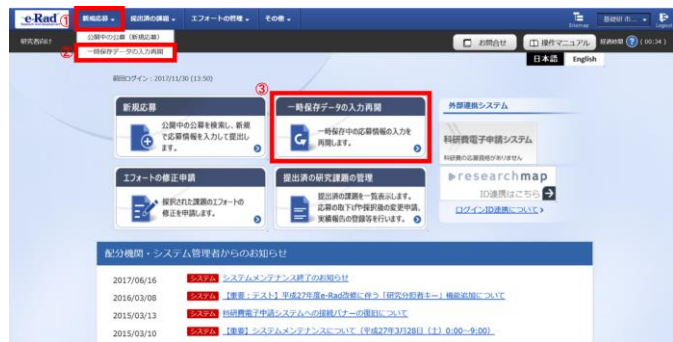 e-Rad ① 新規応募 提出済の課題 エフォートの管理 その他 Sitemap Logout
研究者向け 公開中の公募（新規応募） お問合せ 操作マニュアル 経過時間 ? ( 00:34 )
② 一時保存データの入力再開
日本語 English
前回ログイン：2017/11/30 (13:50)
③
新規応募
公開中の公募を検索し、新規
で応募情報を入力して提出し
ます。
一時保存データの入力再開
一時保存中の応募情報の入力を
再開します。
外部連携システム
科研費電子申請システム
科研費の応募資格がありません
エフォートの修正
申請
採択された課題のエフォートの
修正を申請します。
提出済の研究課題の管理
提出済の課題を一覧表示します。
応募の取下げや採択後の変更申請、
実績報告の登録等を行います。
researchmap
ID連携はこちら
ログインID連携について
配分機関・システム管理者からのお知らせ
2017/06/16 システム システムメンテナンス終了のお知らせ
2016/03/08 システム 【重要：テスト】平成27年度e-Rad改修に伴う「研究分担者キー」機能追加について
2015/03/13 システム 科研費電子申請システムへの接続バナーの復旧について
2015/03/10 システム 【重要】システムメンテナンスについて（平成27年3月28日（土）0:00～9:00）